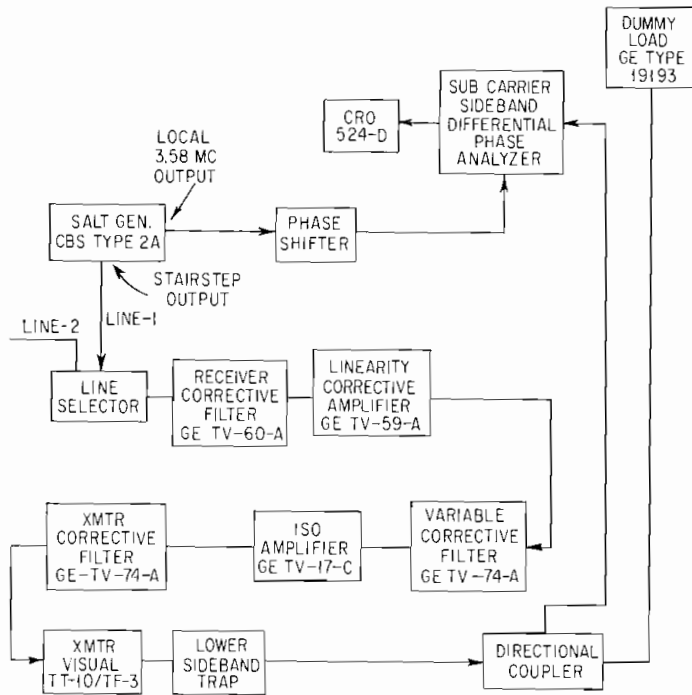 DUMMY
LOAD
GE TYPE
19193
SUB CARRIER
SIDEBAND
DIFFERENTIAL
PHASE
ANALYZER
CRO
524-D
LOCAL
3.58 MC
OUTPUT
SALT GEN.
CBS TYPE 2A
PHASE
SHIFTER
STAIRSTEP
OUTPUT
LINE-1
LINE-2
LINE
SELECTOR
RECEIVER
CORRECTIVE
FILTER
GE TV-60-A
LINEARITY
CORRECTIVE
AMPLIFIER
GE TV-59-A
XMTR
CORRECTIVE
FILTER
GE-TV-74-A
ISO
AMPLIFIER
GE TV-17-C
VARIABLE
CORRECTIVE
FILTER
GE TV-74-A
XMTR
VISUAL
TT-10/TF-3
LOWER
SIDEBAND
TRAP
DIRECTIONAL
COUPLER